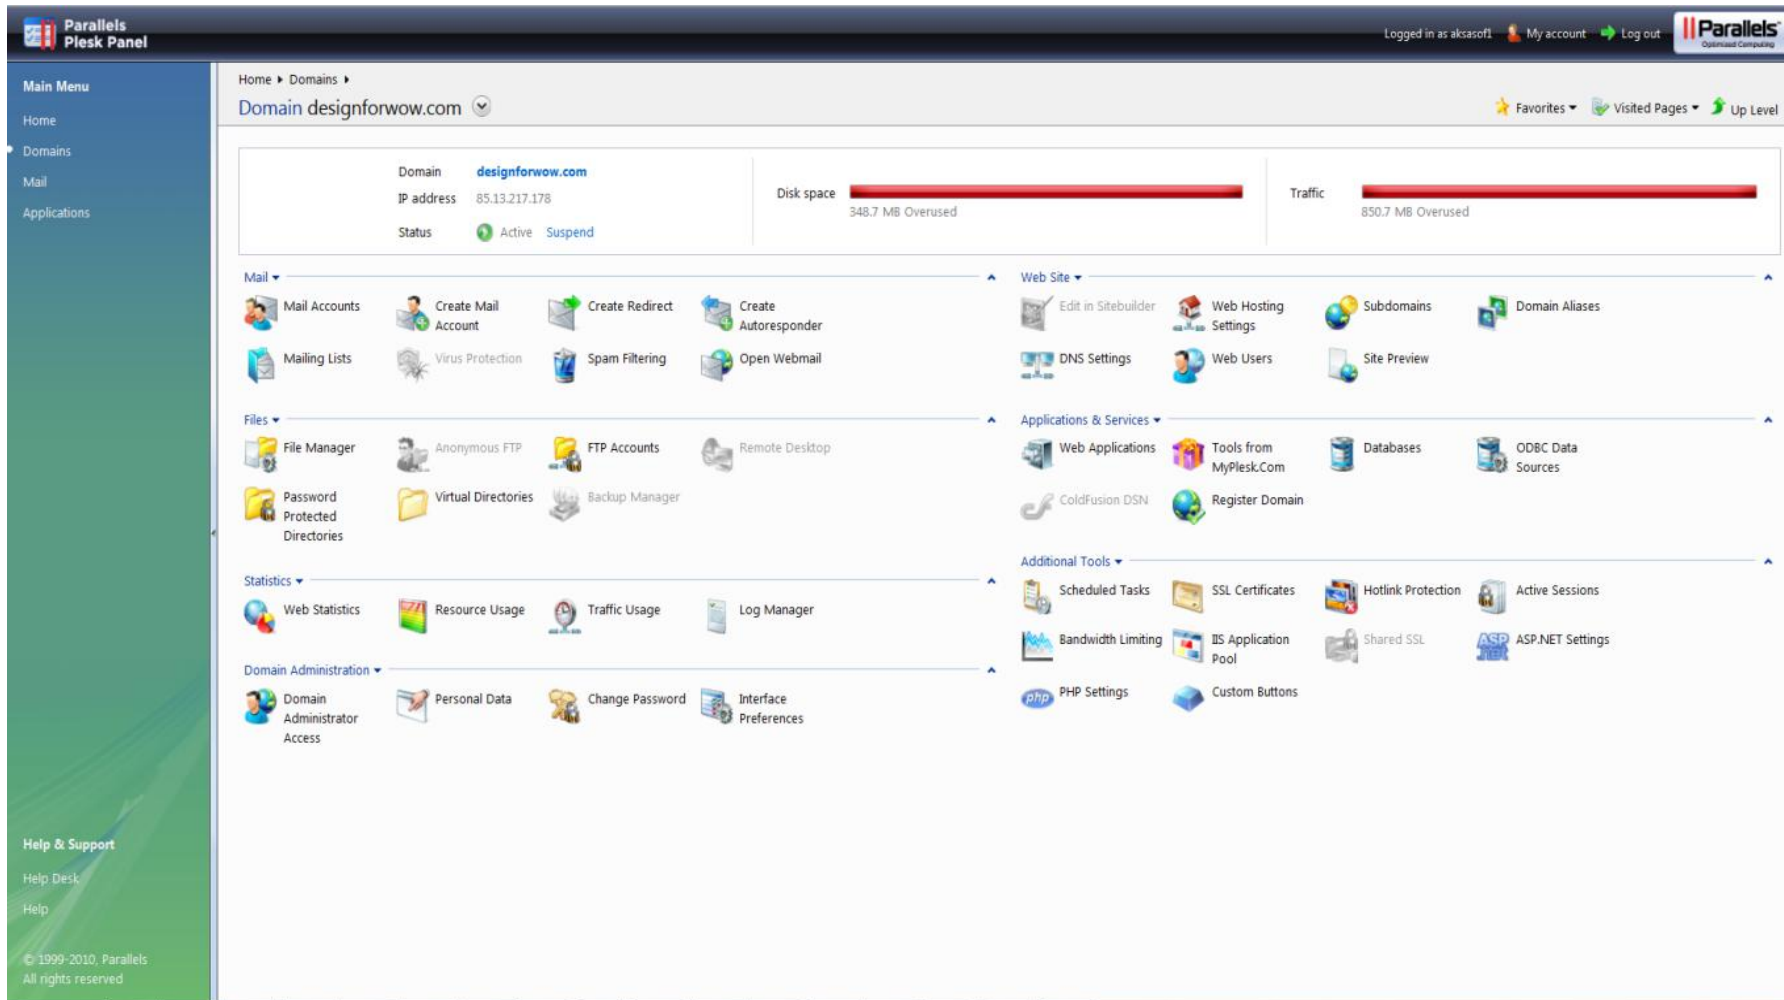 Parallels
Plesk Panel
Logged in as aksasof1 My account Log out
Parallels
Optimized Computing
Main Menu
Home
Domains
Mail
Applications
Home Domains
Domain designforwow.com
Favorites Visited Pages Up Level
Domain designforwow.com
IP address 85.13.217.178
Status Active Suspend
Disk space
348.7 MB Overused
Traffic
850.7 MB Overused
Mail
Mail Accounts
Create Mail
Account
Create Redirect
Create
Autoresponder
Mailing Lists
Virus Protection
Spam Filtering
Open Webmail
Files
File Manager
Anonymous FTP
FTP Accounts
Remote Desktop
Password
Protected
Directories
Virtual Directories
Backup Manager
Statistics
Web Statistics
Resource Usage
Traffic Usage
Log Manager
Domain Administration
Domain
Administrator
Access
Personal Data
Change Password
Interface
Preferences
Web Site
Edit in Sitebuilder
Web Hosting
Settings
Subdomains
Domain Aliases
DNS Settings
Web Users
Site Preview
Applications & Services
Web Applications
Tools from
MyPlesk.Com
Databases
ODBC Data
Sources
ColdFusion DSN
Register Domain
Additional Tools
Scheduled Tasks
SSL Certificates
Hotlink Protection
Active Sessions
Bandwidth Limiting
IIS Application
Pool
Shared SSL
ASP
.NET
ASP.NET Settings
php
PHP Settings
Custom Buttons
Help & Support
Help Desk
Help
© 1999-2010, Parallels
All rights reserved